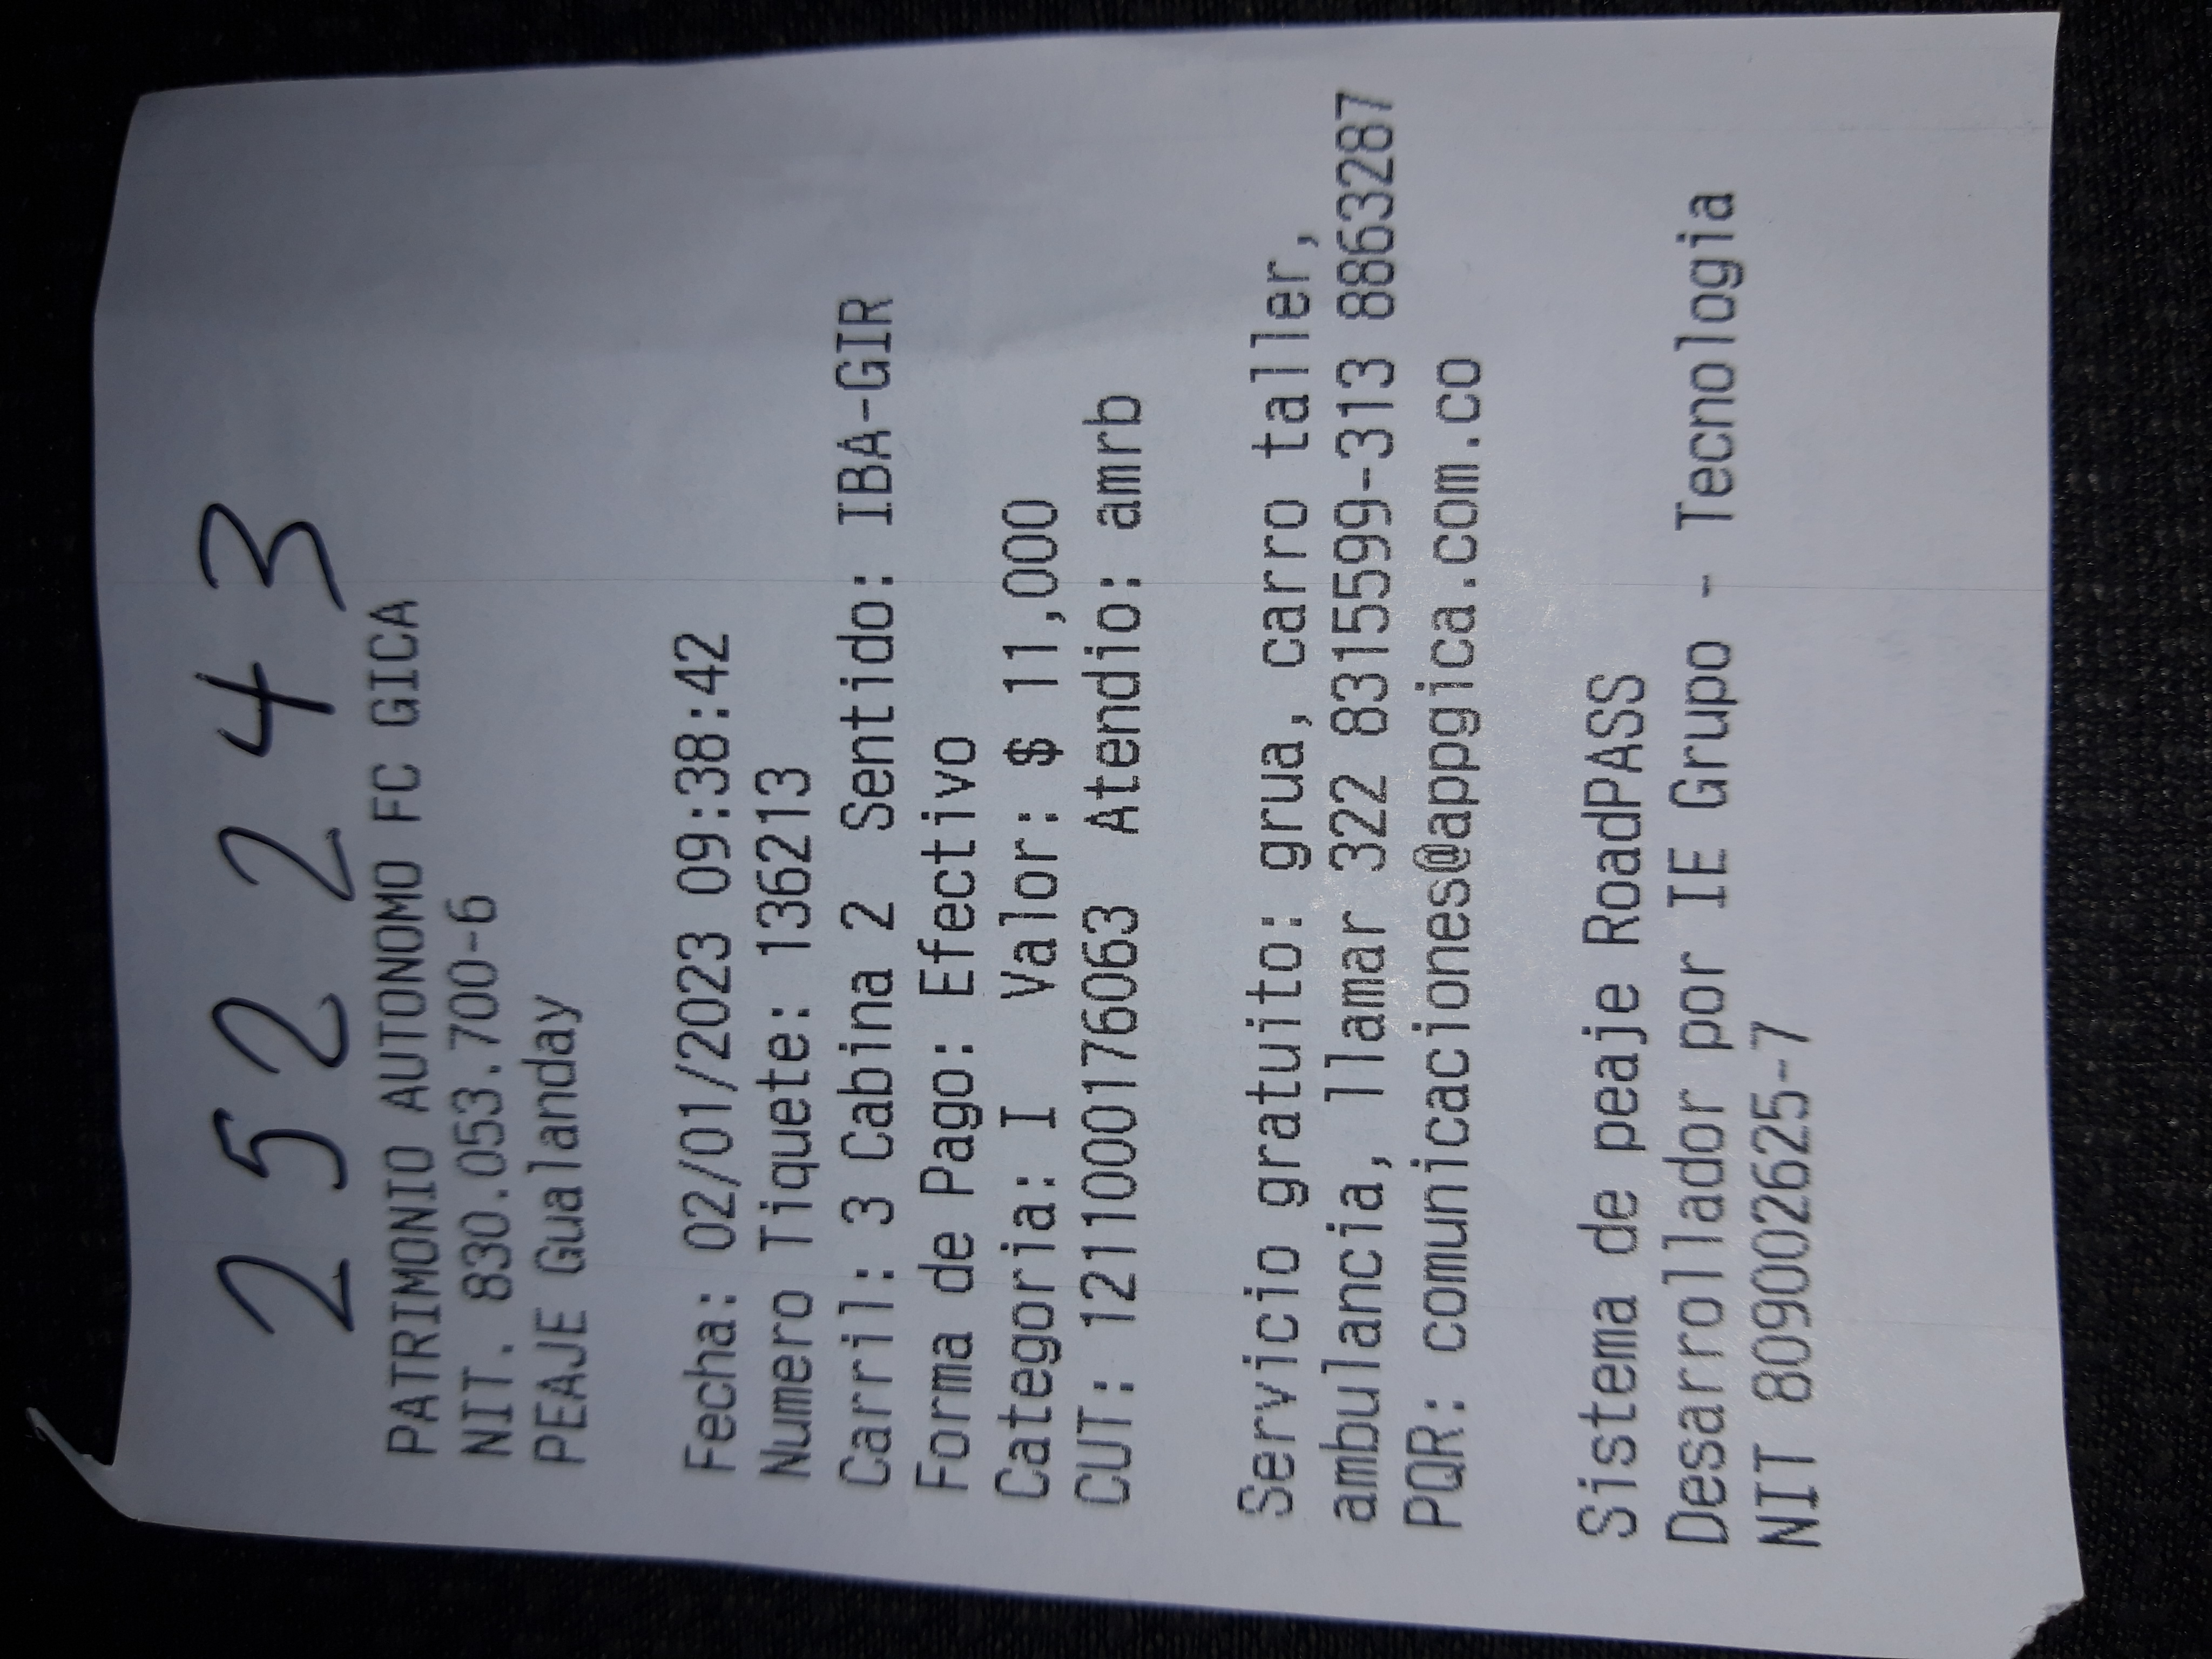 252243
PATRIMONIO AUTONOMO FC GICA
NIT. 830.053.700-6
PEAJE Gualanday
Fecha: 02/01/2023 09:38:42
Numero Tiquete: 136213
Carril: 3 Cabina 2 Sentido: IBA-GIR
Forma de Pago: Efectivo
Categoria: I Valor: $ 11,000
CUT: 1211000176063 Atendio: amrb
Servicio gratuito: grua, carro taller,
ambulancia, llamar 322 8315599-313 8863287
PQR: comunicaciones@appgica.com.co
Sistema de peaje RoadPASS
Desarrollador por IE Grupo - Tecnologia
NIT 809002625-7